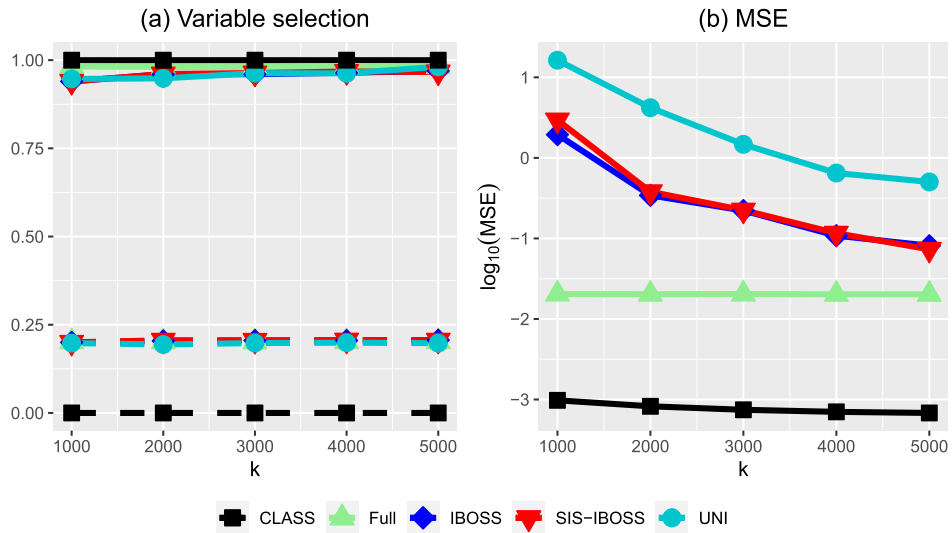 (a) Variable selection
(b) MSE
1.00
0.75
0.50
0.25
0.00
1000 2000 3000 4000 5000
k
log10(MSE)
1
0
−1
−2
−3
1000 2000 3000 4000 5000
k
CLASS Full IBOSS SIS−IBOSS UNI